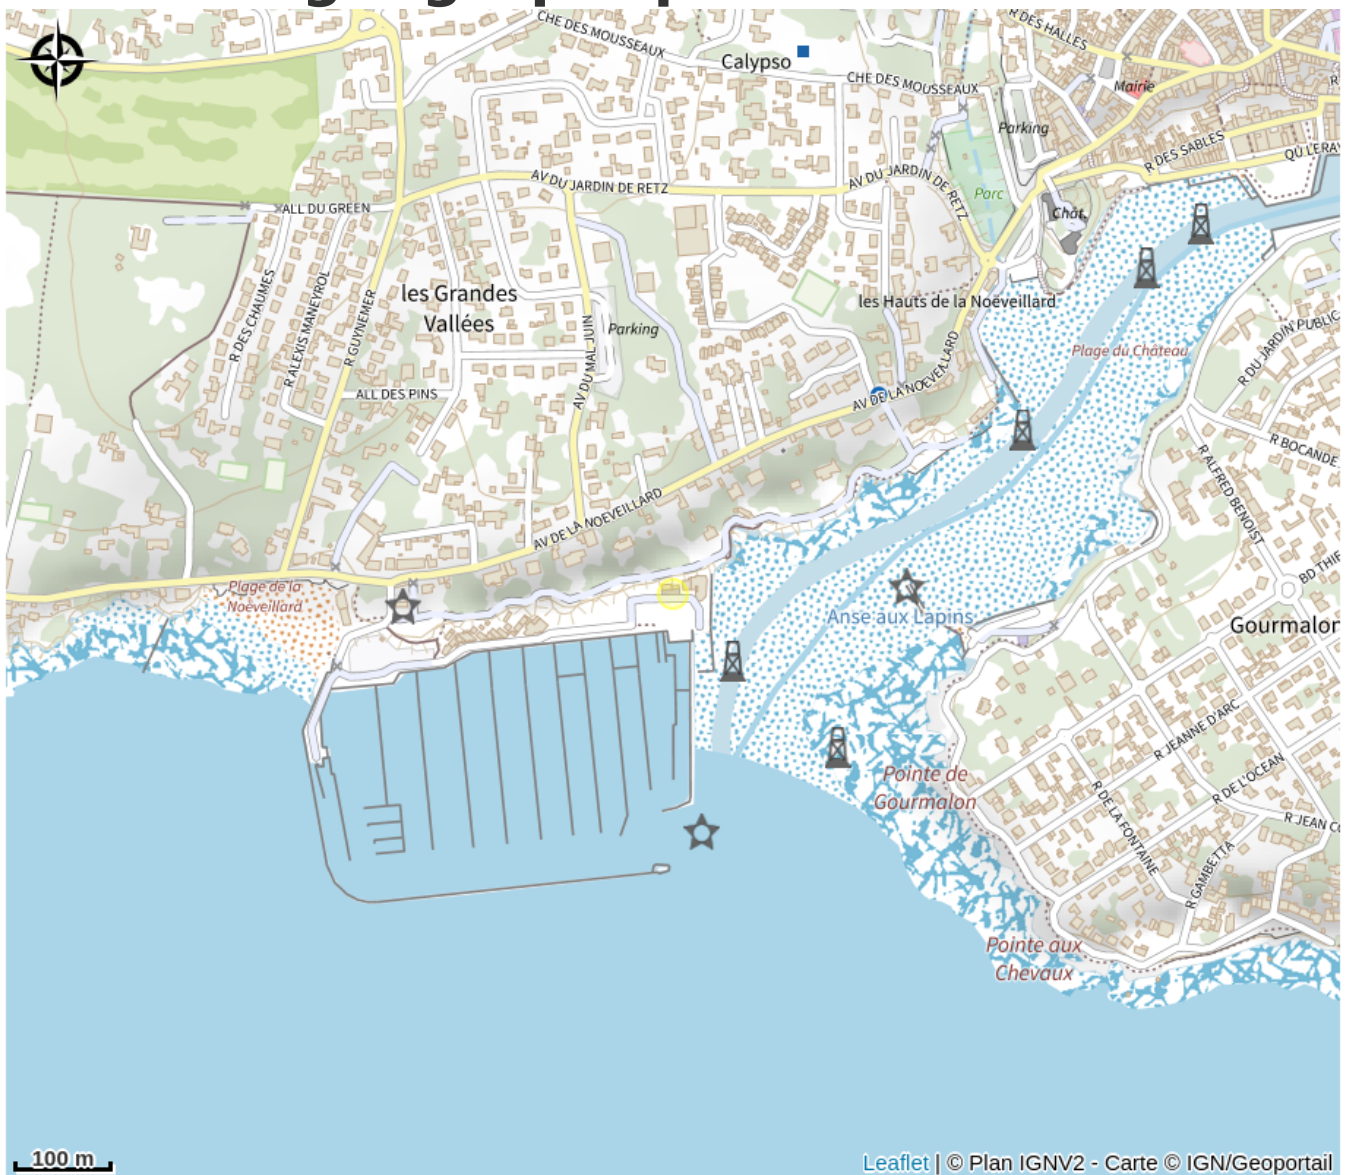 CHE DES MOUSSEAUX
R DES HALLES
Calypso
CHE DES MOUSSEAUX
Mairie
Parking
R DES SABLES
QU LERAY
AV DU JARDIN DE RETZ
AV DU JARDIN DE RETZ
Parc
ALL DU GREEN
Chât.
les Grandes
Vallées
les Hauts de la Noëveillard
R DES CHAUMES
R ALEXIS MANEYROL
R GUYNEMER
AV DU MAL JUIN
Parking
Plage du Château
R DU JARDIN PUBLIC
ALL DES PINS
AV DE LA NOEVEILLARD
R BOCANDE
R ALFRED BENOIST
AV DE LA NOEVEILLARD
BD THIE
Plage de la
Noëveillard
Anse aux Lapins
Gourmalon
R JEANNE D'ARC
Pointe de
Gourmalon
R DE L'OCEAN
R DE LA FONTAINE
R JEAN C
R GAMBETTA
Pointe aux
Chevaux
100 m
Leaflet | © Plan IGNV2 - Carte © IGN/Geoportail